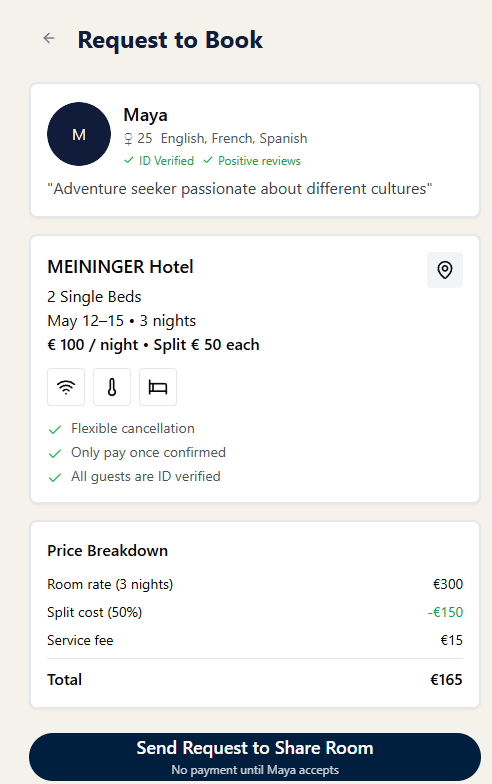 Request to Book
M
Maya
♀ 25 English, French, Spanish
✓ ID Verified ✓ Positive reviews
"Adventure seeker passionate about different cultures"
MEININGER Hotel
2 Single Beds
May 12–15 • 3 nights
€ 100 / night • Split € 50 each
Flexible cancellation
Only pay once confirmed
All guests are ID verified
Price Breakdown
Room rate (3 nights) €300
Split cost (50%) -€150
Service fee €15
Total €165
Send Request to Share Room
No payment until Maya accepts